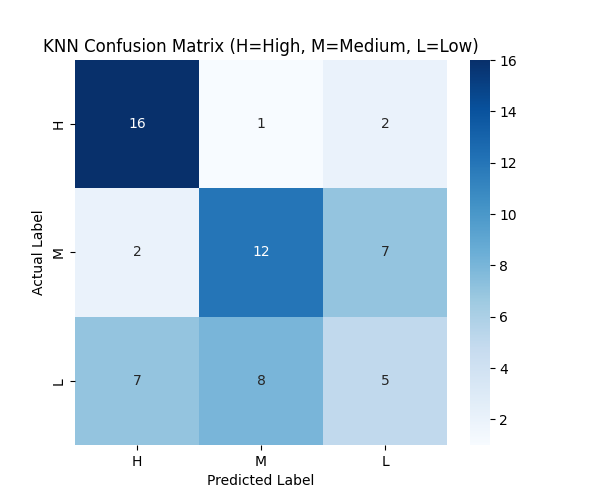 KNN Confusion Matrix (H=High, M=Medium, L=Low)
16
14
12
10
8
6
4
2
Actual Label
H
16 1 2
M
2 12 7
L
7 8 5
H M L
Predicted Label